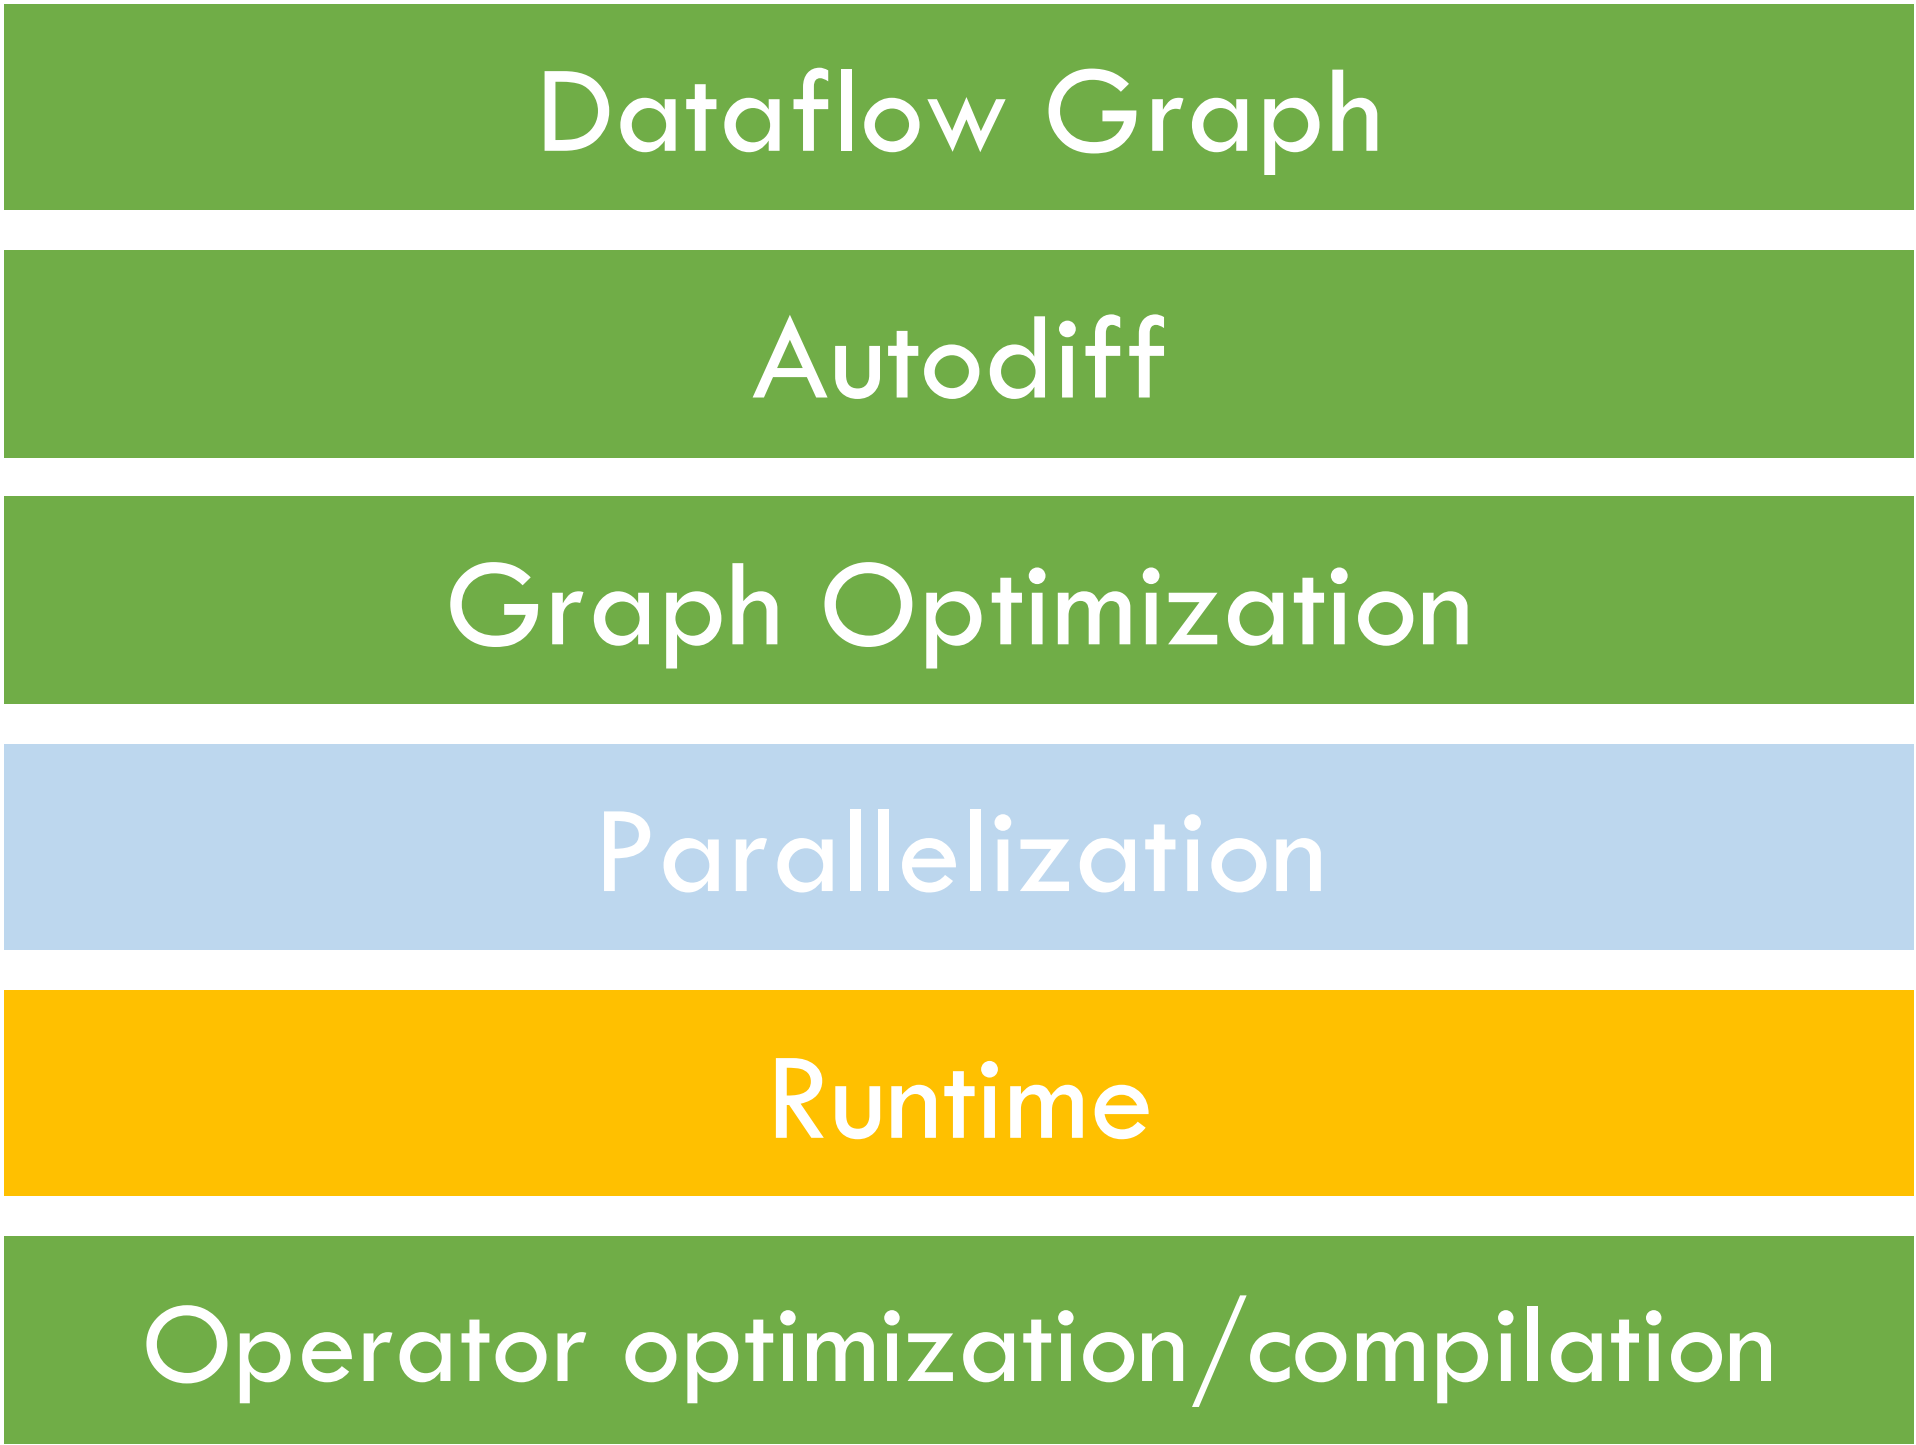 Dataflow Graph
Autodiff
Graph Optimization
Parallelization
Runtime
Operator optimization/compilation